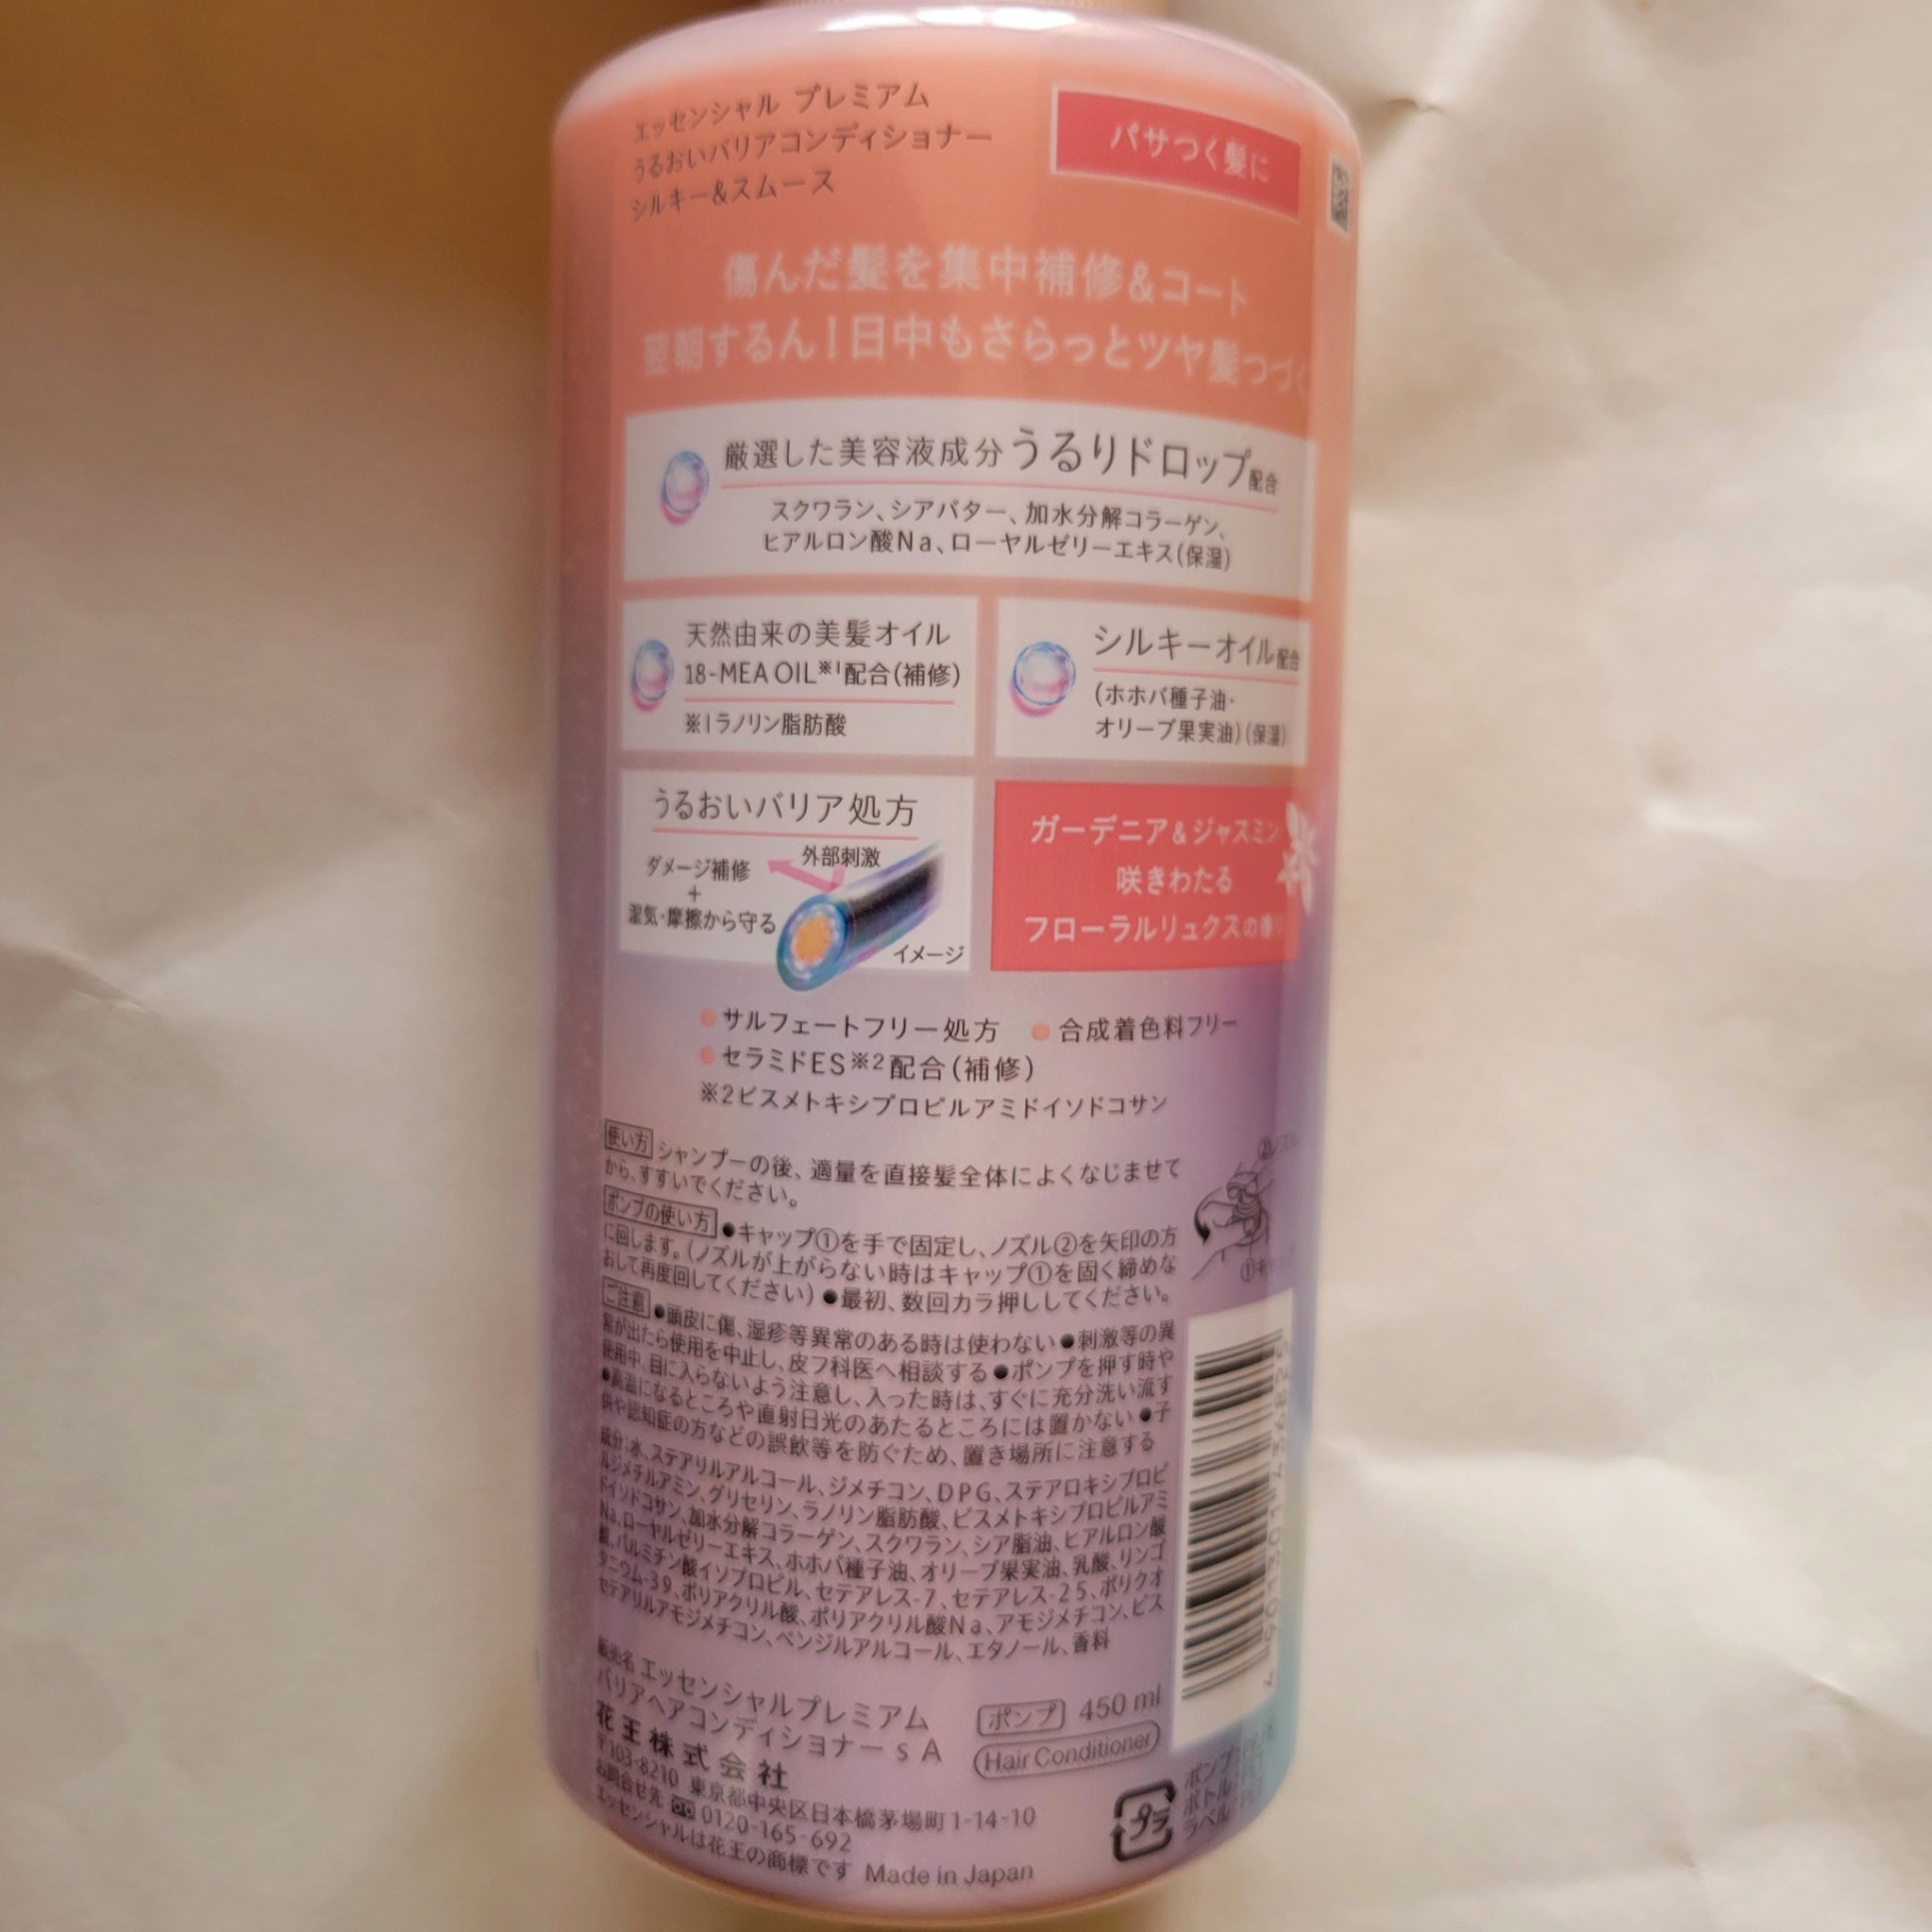 エッセンシャル プレミアム
うるおいバリアコンディショナー
シルキー&スムース
パサつく髪に
傷んだ髪を集中補修&コート
翌朝するん!日中もさらっとツヤ髪つづく
厳選した美容液成分うるりドロップ配合
スクワラン、シアバター、加水分解コラーゲン、
ヒアルロン酸Na、ローヤルゼリーエキス(保湿)
天然由来の美髪オイル
18-MEA OIL※1配合(補修)
※1ラノリン脂肪酸
シルキーオイル配合
(ホホバ種子油・
オリーブ果実油)(保湿)
うるおいバリア処方
外部刺激
ダメージ補修
+
湿気・摩擦から守る
イメージ
ガーデニア&ジャスミン
咲きわたる
フローラルリュクスの香り
サルフェートフリー処方 合成着色料フリー
セラミドES※2配合(補修)
※2ビスメトキシプロピルアミドイソドコサン
使い方 シャンプーの後、適量を直接髪全体によくなじませて
から、すすいでください。
ポンプの使い方 ●キャップ①を手で固定し、ノズル②を矢印の方
に回します。(ノズルが上がらない時はキャップ①を固く締めな
おして再度回してください) ●最初、数回カラ押ししてください。
ご注意 ●頭皮に傷、湿疹等異常のある時は使わない ●刺激等の異
常が出たら使用を中止し、皮フ科医へ相談する ●ポンプを押す時や
使用中、目に入らないよう注意し、入った時は、すぐに充分洗い流す
●高温になるところや直射日光のあたるところには置かない ●子
供や認知症の方などの誤飲等を防ぐため、置き場所に注意する
成分:水、ステアリルアルコール、ジメチコン、DPG、ステアロキシプロピ
ルジメチルアミン、グリセリン、ラノリン脂肪酸、ビスメトキシプロピルアミ
ドイソドコサン、加水分解コラーゲン、スクワラン、シア脂油、ヒアルロン酸
Na、ローヤルゼリーエキス、ホホバ種子油、オリーブ果実油、乳酸、リンゴ
酸、パルミチン酸イソプロピル、セテアレス-7、セテアレス-25、ポリクオ
タニウム-39、ポリアクリル酸、ポリアクリル酸Na、アモジメチコン、ビス
セテアリルアモジメチコン、ベンジルアルコール、エタノール、香料
販売名 エッセンシャルプレミアム
バリアヘアコンディショナー s A
ポンプ 450 ml
Hair Conditioner
花王株式会社
〒103-8210 東京都中央区日本橋茅場町1-14-10
お問合せ先 0120-165-692
エッセンシャルは花王の商標です Made in Japan
プラ
ポンプ:
ボトル:
ラベル: